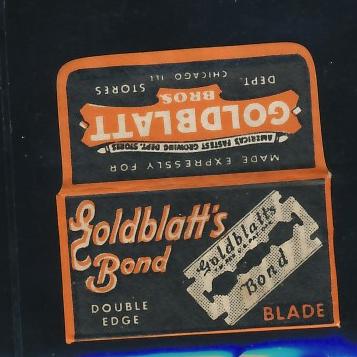 MADE EXPRESSLY FOR
AMERICA'S FASTEST GROWING DEPT. STORES
GOLDBLATT
BROS
DEPT. STORES
CHICAGO ILL
Goldblatt's
Bond
DOUBLE
EDGE
Goldblatt's
Bond
BLADE